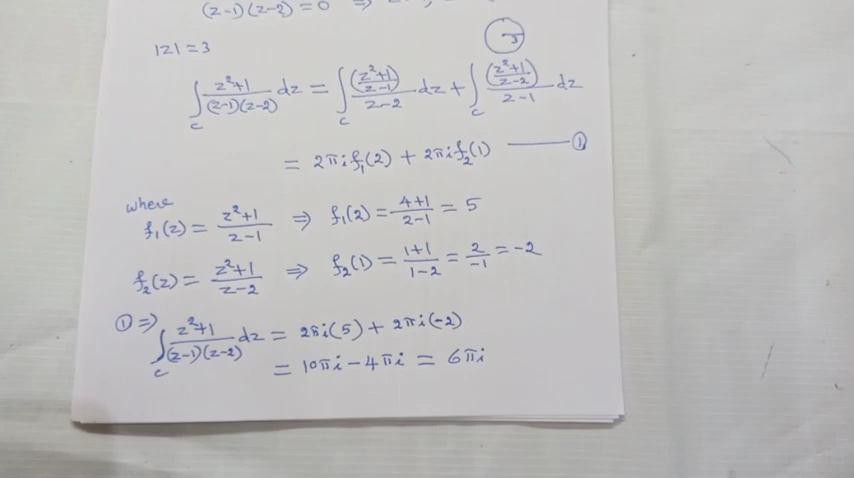 (z-1)(z-2) = 0 ⇒ z
|z| = 3
∫_c (z²+1)/((z-1)(z-2)) dz = ∫_c ((z²+1)/(z-1))/(z-2) dz + ∫_c ((z²+1)/(z-2))/(z-1) dz
= 2πi f₁(2) + 2πi f₂(1) —— ①
where
f₁(z) = (z²+1)/(z-1) ⇒ f₁(2) = (4+1)/(2-1) = 5
f₂(z) = (z²+1)/(z-2) ⇒ f₂(1) = (1+1)/(1-2) = 2/-1 = -2
① ⇒ ∫_c (z²+1)/((z-1)(z-2)) dz = 2πi(5) + 2πi(-2)
= 10πi - 4πi = 6πi